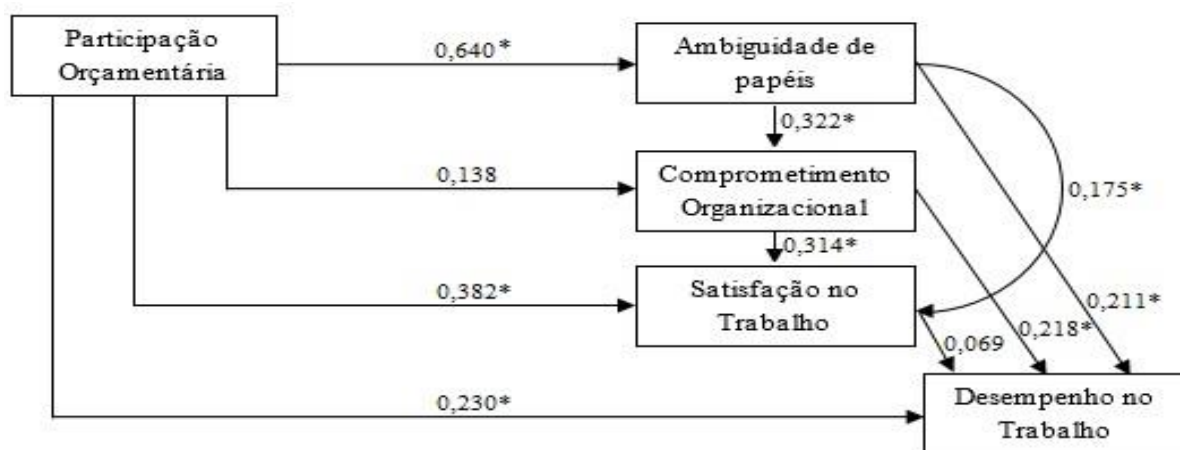 Participação
Orçamentária
0,640*
Ambiguidade de
papéis
0,322*
0,138
Comprometimento
Organizacional
0,175*
0,314*
0,382*
Satisfação no
Trabalho
0,211*
0,218*
0,069
0,230*
Desempenho no
Trabalho